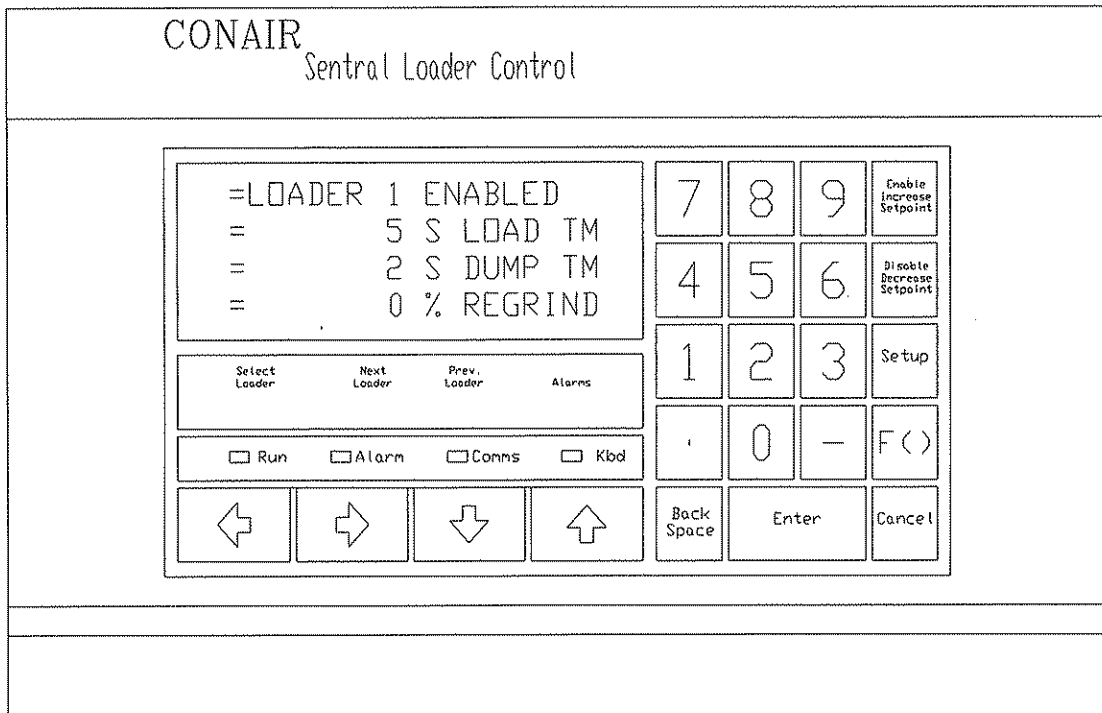 CONAIR
Sentral Loader Control
=LOADER 1 ENABLED
= 5 S LOAD TM
= 2 S DUMP TM
= 0 % REGRIND
Select Loader
Next Loader
Prev. Loader
Alarms
Run
Alarm
Comms
Kbd
7
8
9
Enable
Increase
Setpoint
4
5
6
Disable
Decrease
Setpoint
1
2
3
Setup
.
0
-
F()
Back
Space
Enter
Cancel